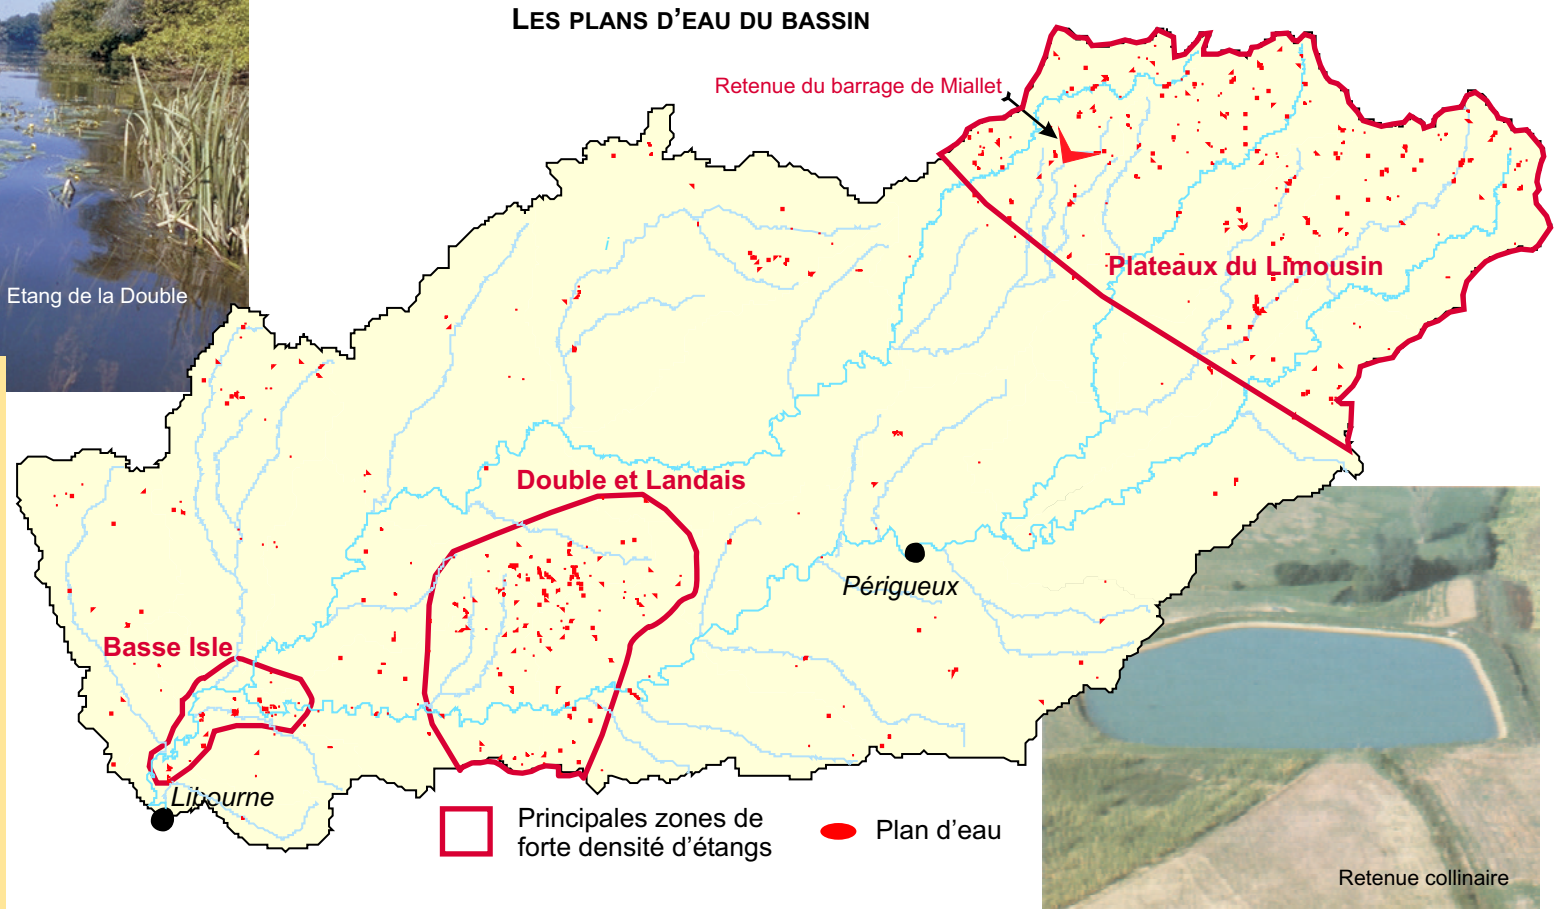 LES PLANS D'EAU DU BASSIN
Retenue du barrage de Miallet
Etang de la Double
Plateaux du Limousin
Double et Landais
Périgueux
Basse Isle
Libourne
Principales zones de
forte densité d'étangs
Plan d'eau
Retenue collinaire